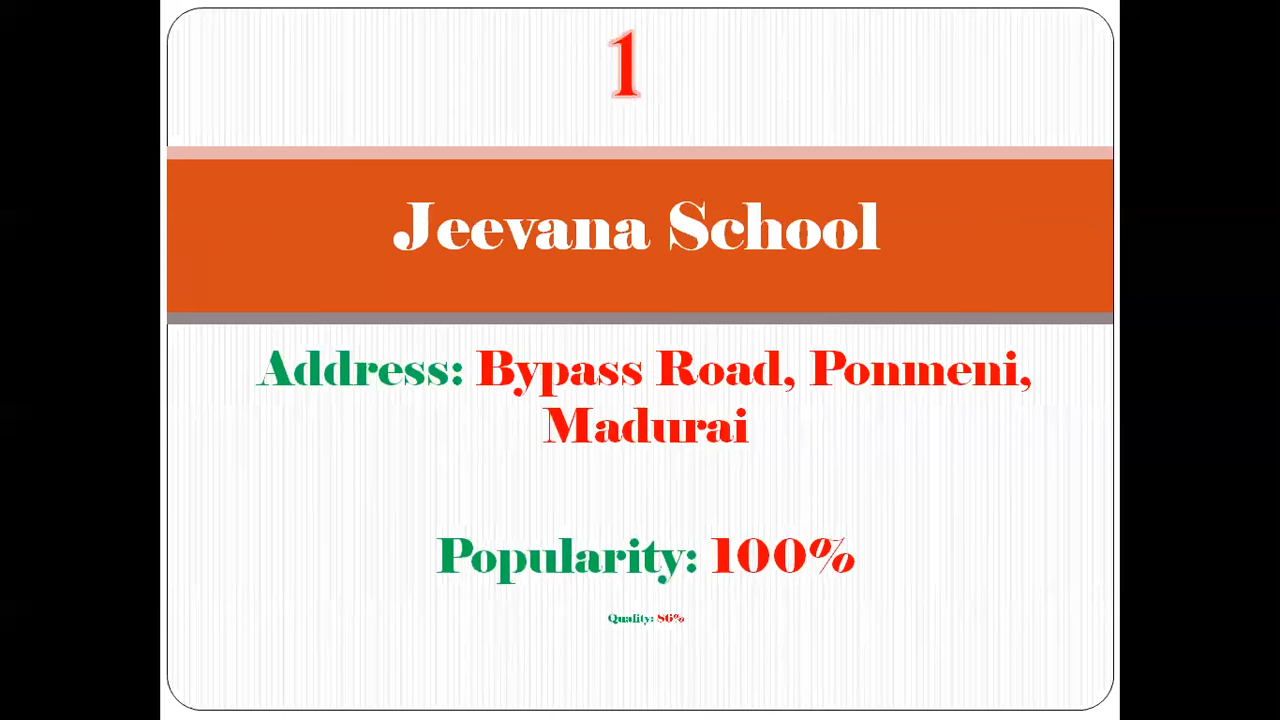 1
Jeevana School
Address: Bypass Road, Ponmeni,
Madurai
Popularity: 100%
Quality: 86%